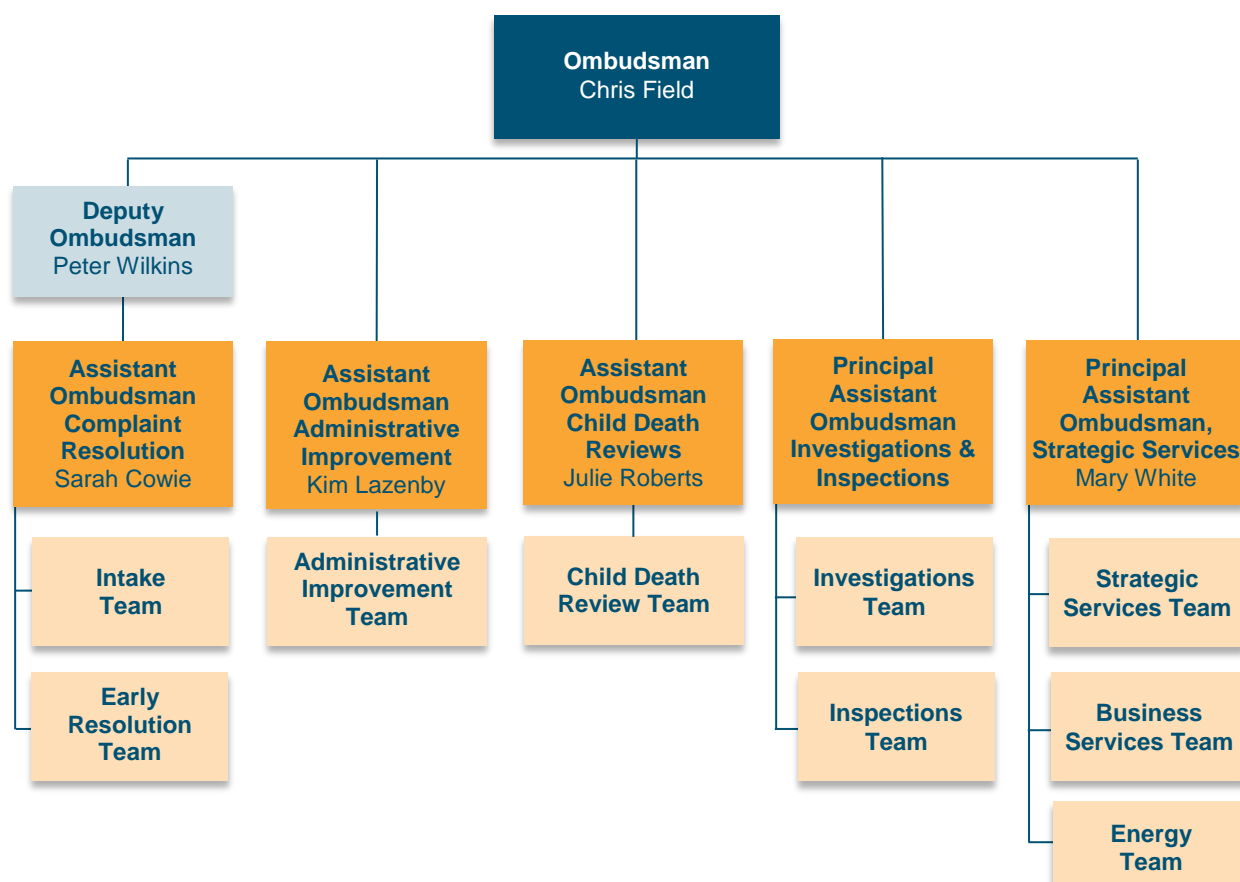 Ombudsman
Chris Field
Deputy
Ombudsman
Peter Wilkins
Assistant
Ombudsman
Complaint
Resolution
Sarah Cowie
Assistant
Ombudsman
Administrative
Improvement
Kim Lazenby
Assistant
Ombudsman
Child Death
Reviews
Julie Roberts
Principal
Assistant
Ombudsman
Investigations &
Inspections
Principal
Assistant
Ombudsman,
Strategic Services
Mary White
Intake
Team
Administrative
Improvement
Team
Child Death
Review Team
Investigations
Team
Strategic
Services Team
Early
Resolution
Team
Inspections
Team
Business
Services Team
Energy
Team